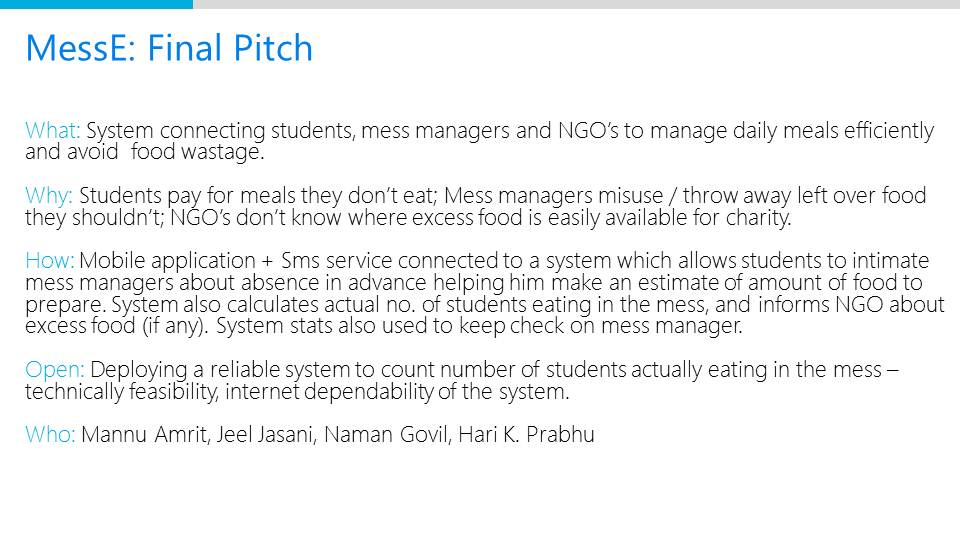 MessE: Final Pitch
What: System connecting students, mess managers and NGO's to manage daily meals efficiently
and avoid  food wastage.
Why: Students pay for meals they don't eat; Mess managers misuse / throw away left over food
they shouldn't; NGO's don't know where excess food is easily available for charity.
How: Mobile application + Sms service connected to a system which allows students to intimate
mess managers about absence in advance helping him make an estimate of amount of food to
prepare. System also calculates actual no. of students eating in the mess, and informs NGO about
excess food (if any). System stats also used to keep check on mess manager.
Open: Deploying a reliable system to count number of students actually eating in the mess –
technically feasibility, internet dependability of the system.
Who: Mannu Amrit, Jeel Jasani, Naman Govil, Hari K. Prabhu